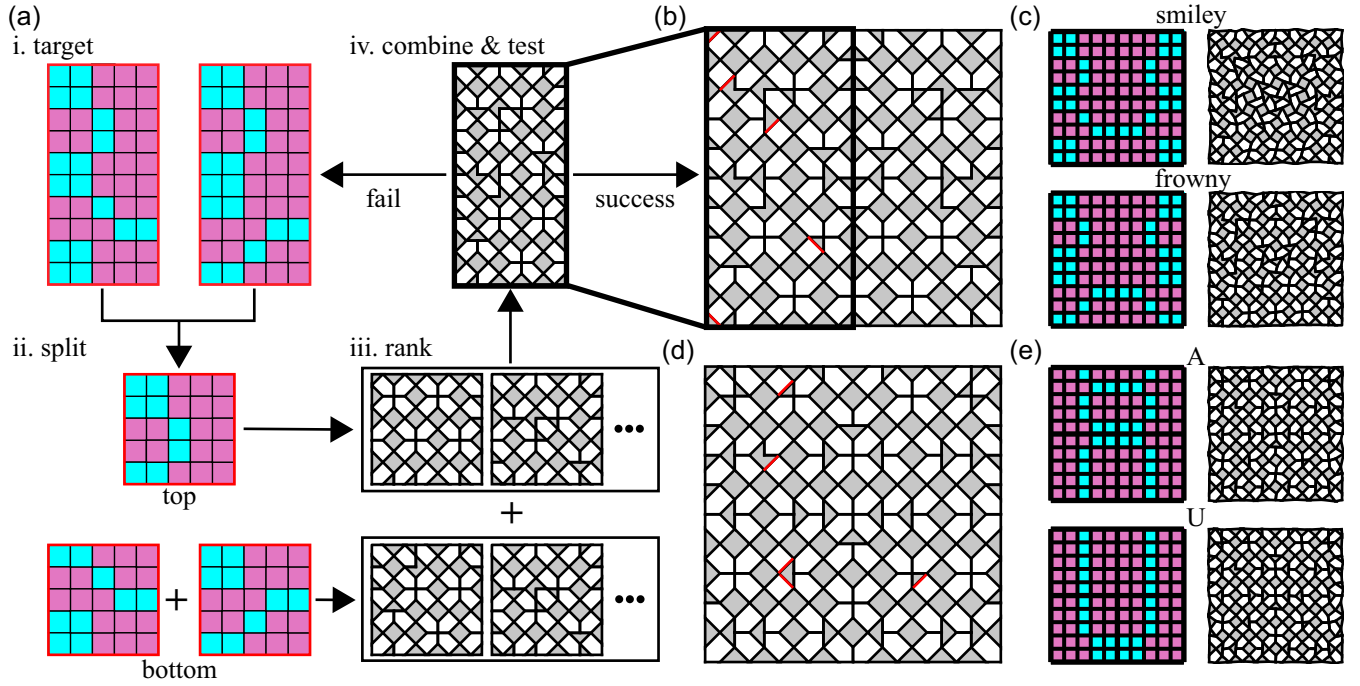 (a)
i. target
iv. combine & test
(b)
(c)
smiley
fail
success
frowny
ii. split
iii. rank
(d)
(e)
A
•••
top
+
U
+
•••
bottom